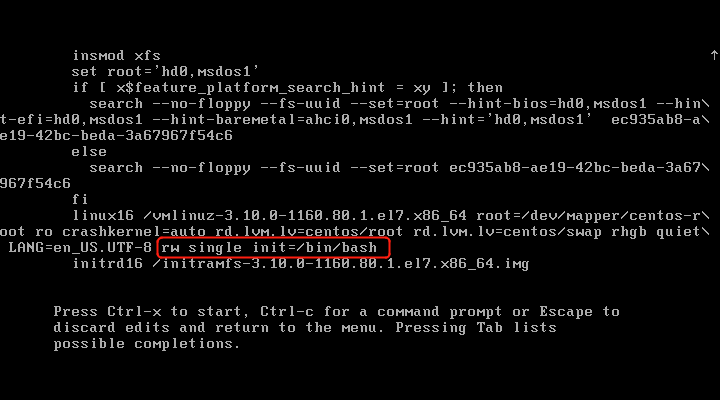 insmod xfs
set root='hd0,msdos1'
if [ x$feature_platform_search_hint = xy ]; then
search --no-floppy --fs-uuid --set=root --hint-bios=hd0,msdos1 --hin\
t-efi=hd0,msdos1 --hint-baremetal=ahci0,msdos1 --hint='hd0,msdos1' ec935ab8-a\
e19-42bc-beda-3a67967f54c6
else
search --no-floppy --fs-uuid --set=root ec935ab8-ae19-42bc-beda-3a67\
967f54c6
fi
linux16 /vmlinuz-3.10.0-1160.80.1.el7.x86_64 root=/dev/mapper/centos-r\
oot ro crashkernel=auto rd.lvm.lv=centos/root rd.lvm.lv=centos/swap rhgb quiet\
LANG=en_US.UTF-8 rw single init=/bin/bash
initrd16 /initramfs-3.10.0-1160.80.1.el7.x86_64.img
Press Ctrl-x to start, Ctrl-c for a command prompt or Escape to
discard edits and return to the menu. Pressing Tab lists
possible completions.